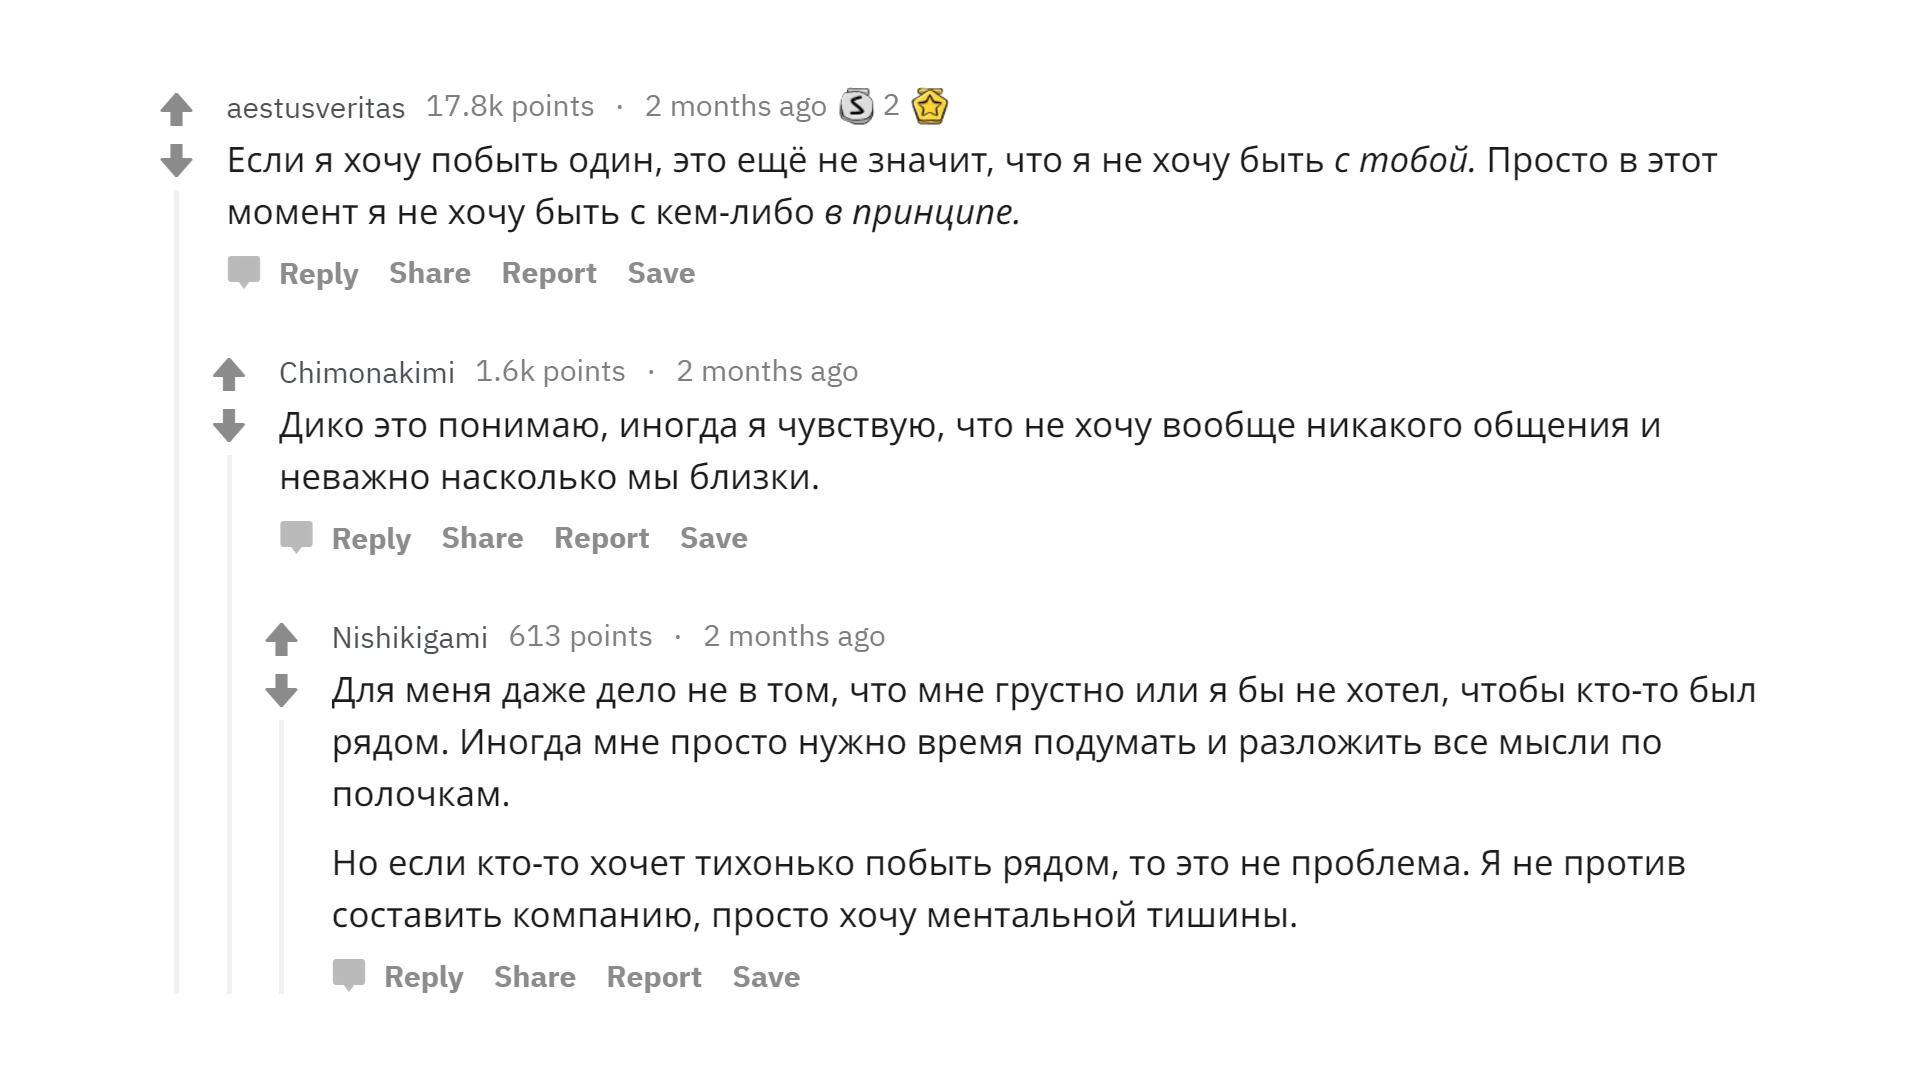 aestusveritas 17.8k points · 2 months ago S 2
Если я хочу побыть один, это ещё не значит, что я не хочу быть с тобой. Просто в этот
момент я не хочу быть с кем-либо в принципе.
Reply Share Report Save
Chimonakimi 1.6k points · 2 months ago
Дико это понимаю, иногда я чувствую, что не хочу вообще никакого общения и
неважно насколько мы близки.
Reply Share Report Save
Nishikigami 613 points · 2 months ago
Для меня даже дело не в том, что мне грустно или я бы не хотел, чтобы кто-то был
рядом. Иногда мне просто нужно время подумать и разложить все мысли по
полочкам.
Но если кто-то хочет тихонько побыть рядом, то это не проблема. Я не против
составить компанию, просто хочу ментальной тишины.
Reply Share Report Save